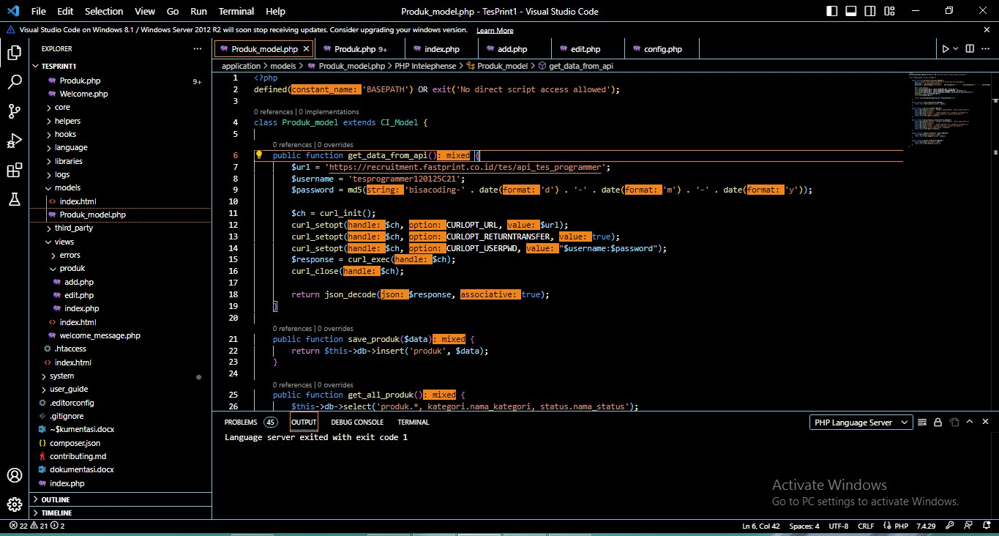 File Edit Selection View Go Run Terminal Help Produk_model.php - TesPrint1 - Visual Studio Code
Visual Studio Code on Windows 8.1 / Windows Server 2012 R2 will soon stop receiving updates. Consider upgrading your windows version. Learn More
EXPLORER
TESPRINT1
Produk.php 9+
Welcome.php
core
helpers
hooks
language
libraries
logs
models
index.html
Produk_model.php
third_party
views
errors
produk
add.php
edit.php
index.php
index.html
welcome_message.php
.htaccess
index.html
system
user_guide
.editorconfig
.gitignore
~$kumentasi.docx
composer.json
contributing.md
dokumentasi.docx
index.php
OUTLINE
TIMELINE
Produk_model.php Produk.php 9+ index.php add.php edit.php config.php
application > models > Produk_model.php > PHP Intelephense > Produk_model > get_data_from_api
1 <?php
2 defined(constant_name: 'BASEPATH') OR exit('No direct script access allowed');
3
0 references | 0 implementations
4 class Produk_model extends CI_Model {
5
0 references | 0 overrides
6 public function get_data_from_api(): mixed {
7 $url = 'https://recruitment.fastprint.co.id/tes/api_tes_programmer';
8 $username = 'tesprogrammer120125C21';
9 $password = md5(string: 'bisacoding-' . date(format: 'd') . '-' . date(format: 'm') . '-' . date(format: 'y'));
10
11 $ch = curl_init();
12 curl_setopt(handle: $ch, option: CURLOPT_URL, value: $url);
13 curl_setopt(handle: $ch, option: CURLOPT_RETURNTRANSFER, value: true);
14 curl_setopt(handle: $ch, option: CURLOPT_USERPWD, value: "$username:$password");
15 $response = curl_exec(handle: $ch);
16 curl_close(handle: $ch);
17
18 return json_decode(json: $response, associative: true);
19 }
20
0 references | 0 overrides
21 public function save_produk($data): mixed {
22 return $this->db->insert('produk', $data);
23 }
24
0 references | 0 overrides
25 public function get_all_produk(): mixed {
26 $this->db->select('produk.*, kategori.nama_kategori, status.nama_status');
PROBLEMS 45 OUTPUT DEBUG CONSOLE TERMINAL PHP Language Server
Language server exited with exit code 1
Activate Windows
Go to PC settings to activate Windows.
22 21 2 Ln 6, Col 42 Spaces: 4 UTF-8 CRLF PHP 7.4.29